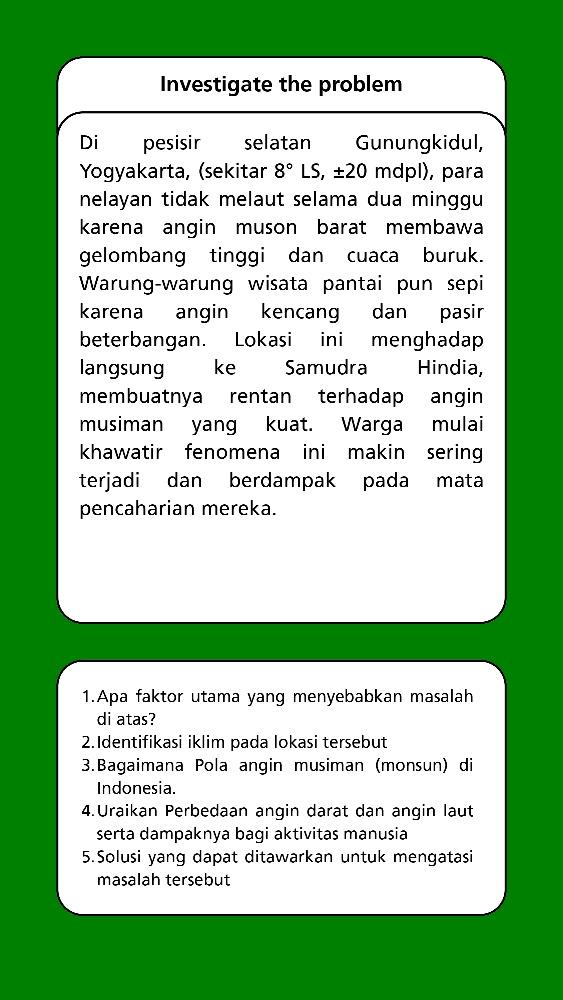 Investigate the problem
Di pesisir selatan Gunungkidul,
Yogyakarta, (sekitar 8° LS, ±20 mdpl), para
nelayan tidak melaut selama dua minggu
karena angin muson barat membawa
gelombang tinggi dan cuaca buruk.
Warung-warung wisata pantai pun sepi
karena angin kencang dan pasir
beterbangan. Lokasi ini menghadap
langsung ke Samudra Hindia,
membuatnya rentan terhadap angin
musiman yang kuat. Warga mulai
khawatir fenomena ini makin sering
terjadi dan berdampak pada mata
pencaharian mereka.
1.Apa faktor utama yang menyebabkan masalah
di atas?
2.Identifikasi iklim pada lokasi tersebut
3.Bagaimana Pola angin musiman (monsun) di
Indonesia.
4.Uraikan Perbedaan angin darat dan angin laut
serta dampaknya bagi aktivitas manusia
5.Solusi yang dapat ditawarkan untuk mengatasi
masalah tersebut